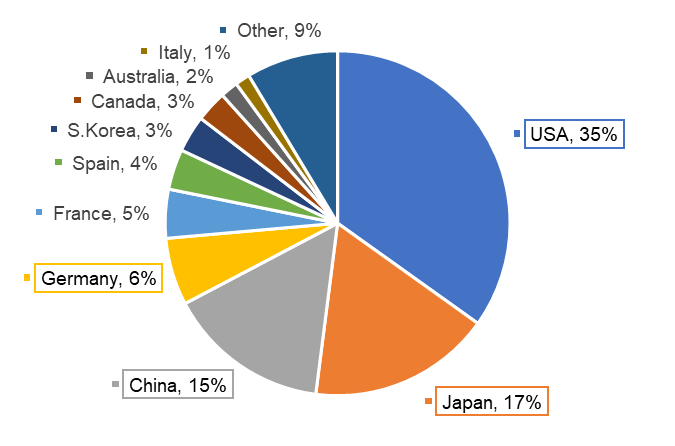 Other, 9%
Italy, 1%
Australia, 2%
Canada, 3%
S.Korea, 3%
USA, 35%
Spain, 4%
France, 5%
Germany, 6%
China, 15%
Japan, 17%